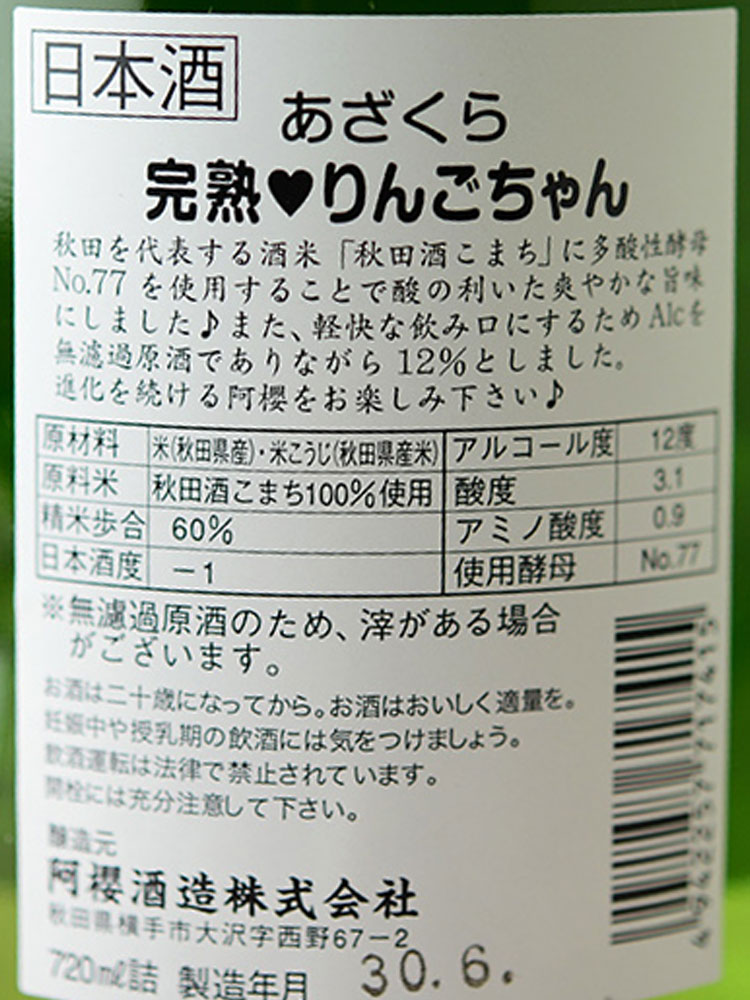 日本酒
あざくら
完熟♥りんごちゃん
秋田を代表する酒米「秋田酒こまち」に多酸性酵母
No.77を使用することで酸の利いた爽やかな旨味
にしました♪また、軽快な飲み口にするためAlcを
無濾過原酒でありながら12%としました。
進化を続ける阿櫻をお楽しみ下さい♪
原材料 米(秋田県産)・米こうじ(秋田県産米) アルコール度 12度
原料米 秋田酒こまち100%使用 酸度 3.1
精米歩合 60% アミノ酸度 0.9
日本酒度 −1 使用酵母 No.77
※無濾過原酒のため、滓がある場合
がございます。
お酒は二十歳になってから。お酒はおいしく適量を。
妊娠中や授乳期の飲酒には気をつけましょう。
飲酒運転は法律で禁止されています。
開栓には充分注意して下さい。
醸造元
阿櫻酒造株式会社
秋田県横手市大沢字西野67−2
720ml詰 製造年月 30.6.